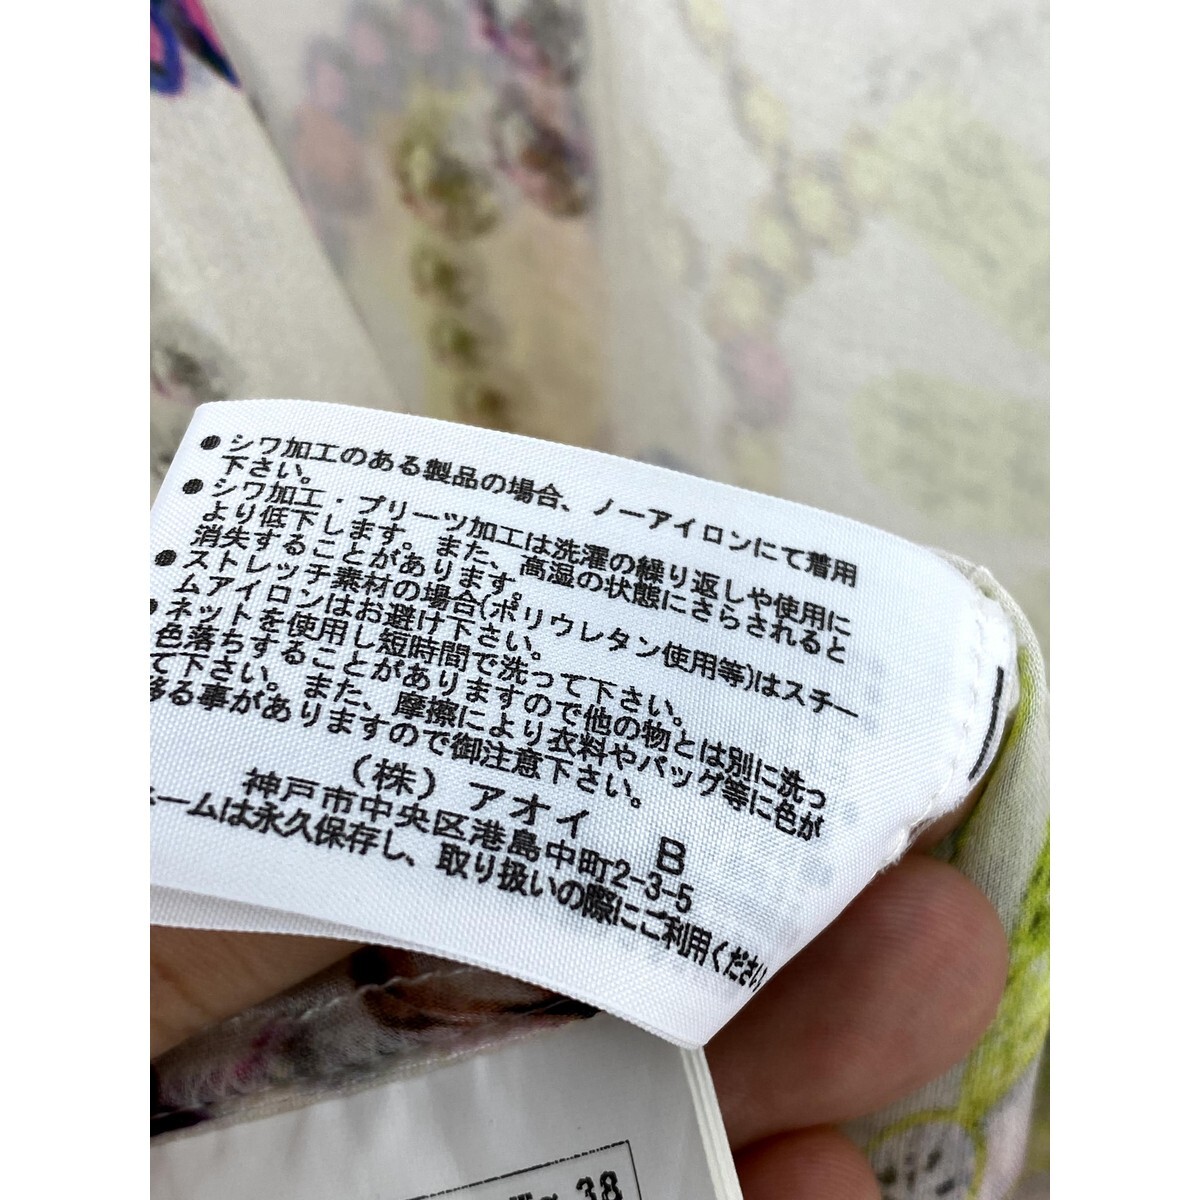 ●シワ加工のある製品の場合、ノーアイロンにて着用
下さい。
●シワ加工・プリーツ加工は洗濯の繰り返しや使用に
より低下します。また、高湿の状態にさらされると
消失することがあります。
●ストレッチ素材の場合(ポリウレタン使用等)はスチー
ムアイロンはお避け下さい。
●ネットを使用し短時間で洗って下さい。
色落ちすることがありますので他の物とは別に洗っ
て下さい。また、摩擦により衣料やバッグ等に色が
移る事がありますので御注意下さい。
(株)アオイ B
神戸市中央区港島中町2-3-5
ネームは永久保存し、取り扱いの際にご利用ください
38